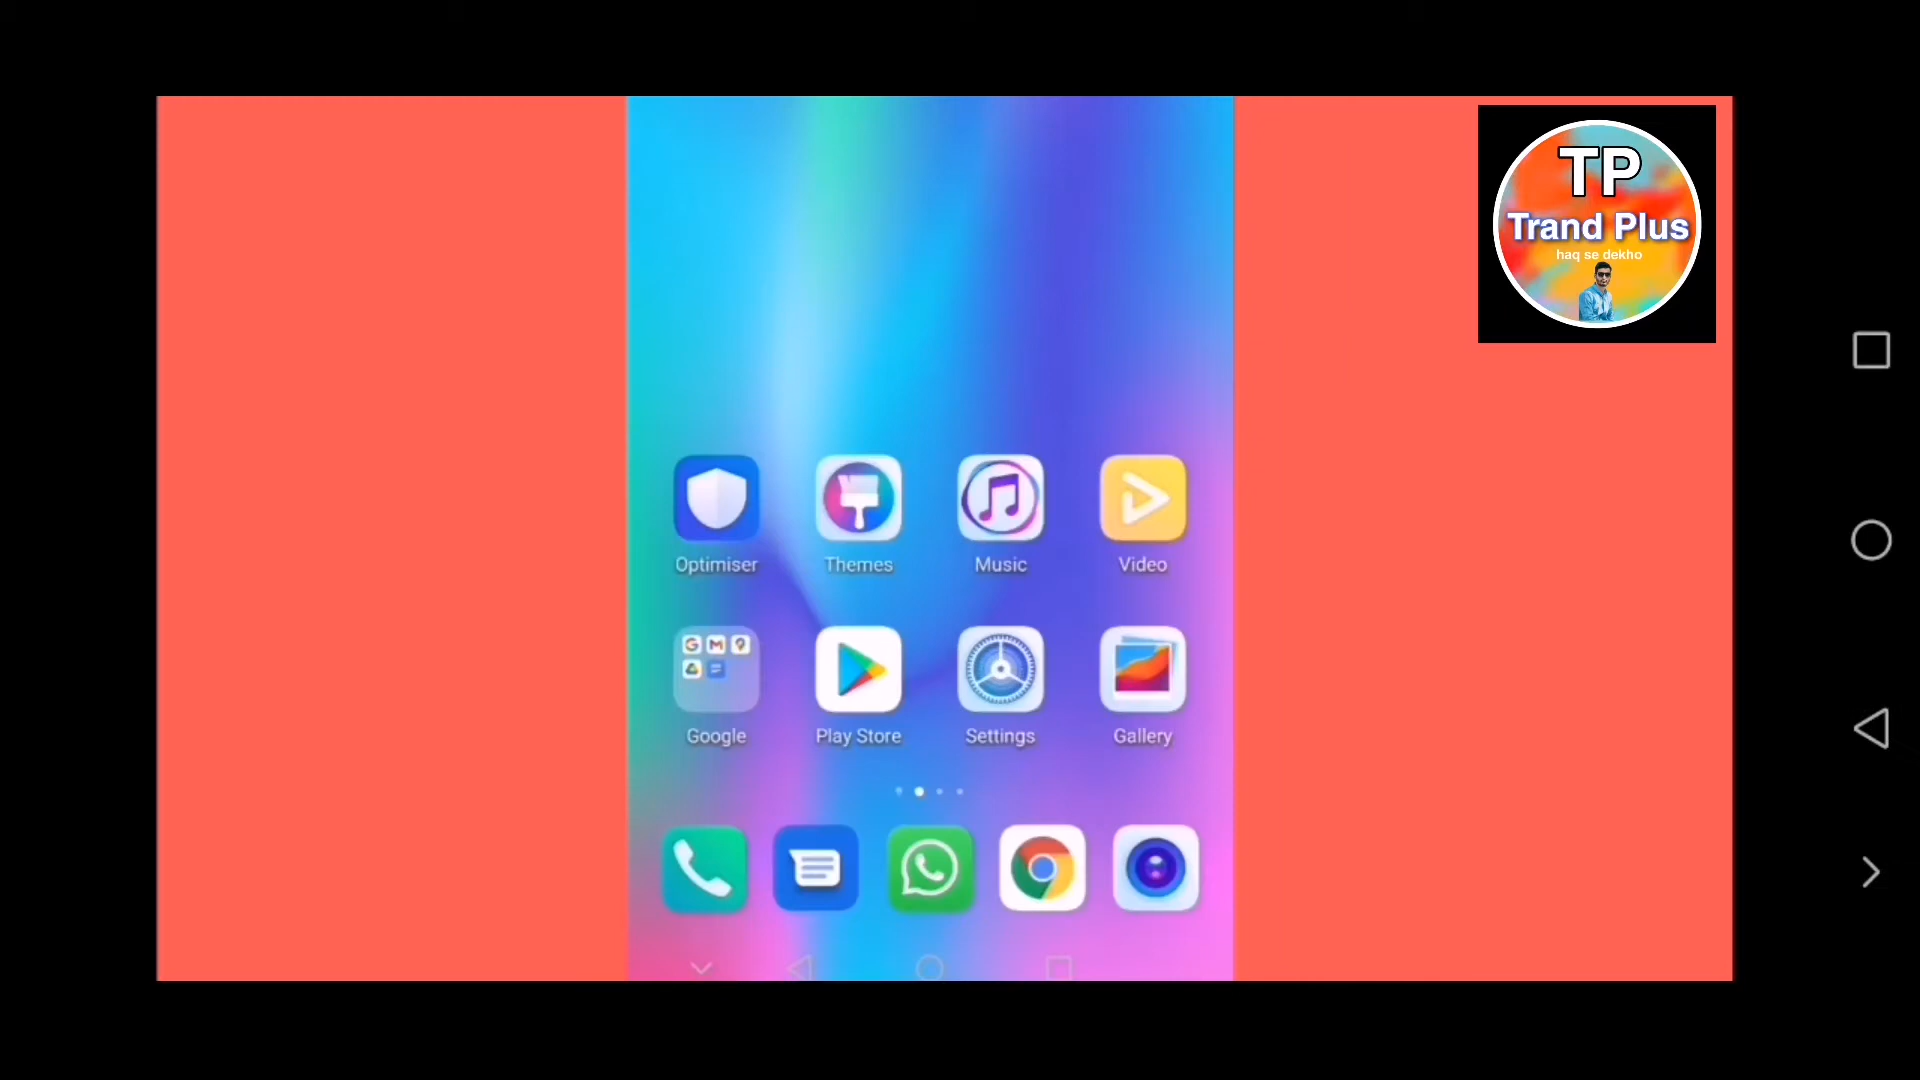 TP
Trand Plus
haq se dekho
Optimiser
Themes
Music
Video
Google
Play Store
Settings
Gallery